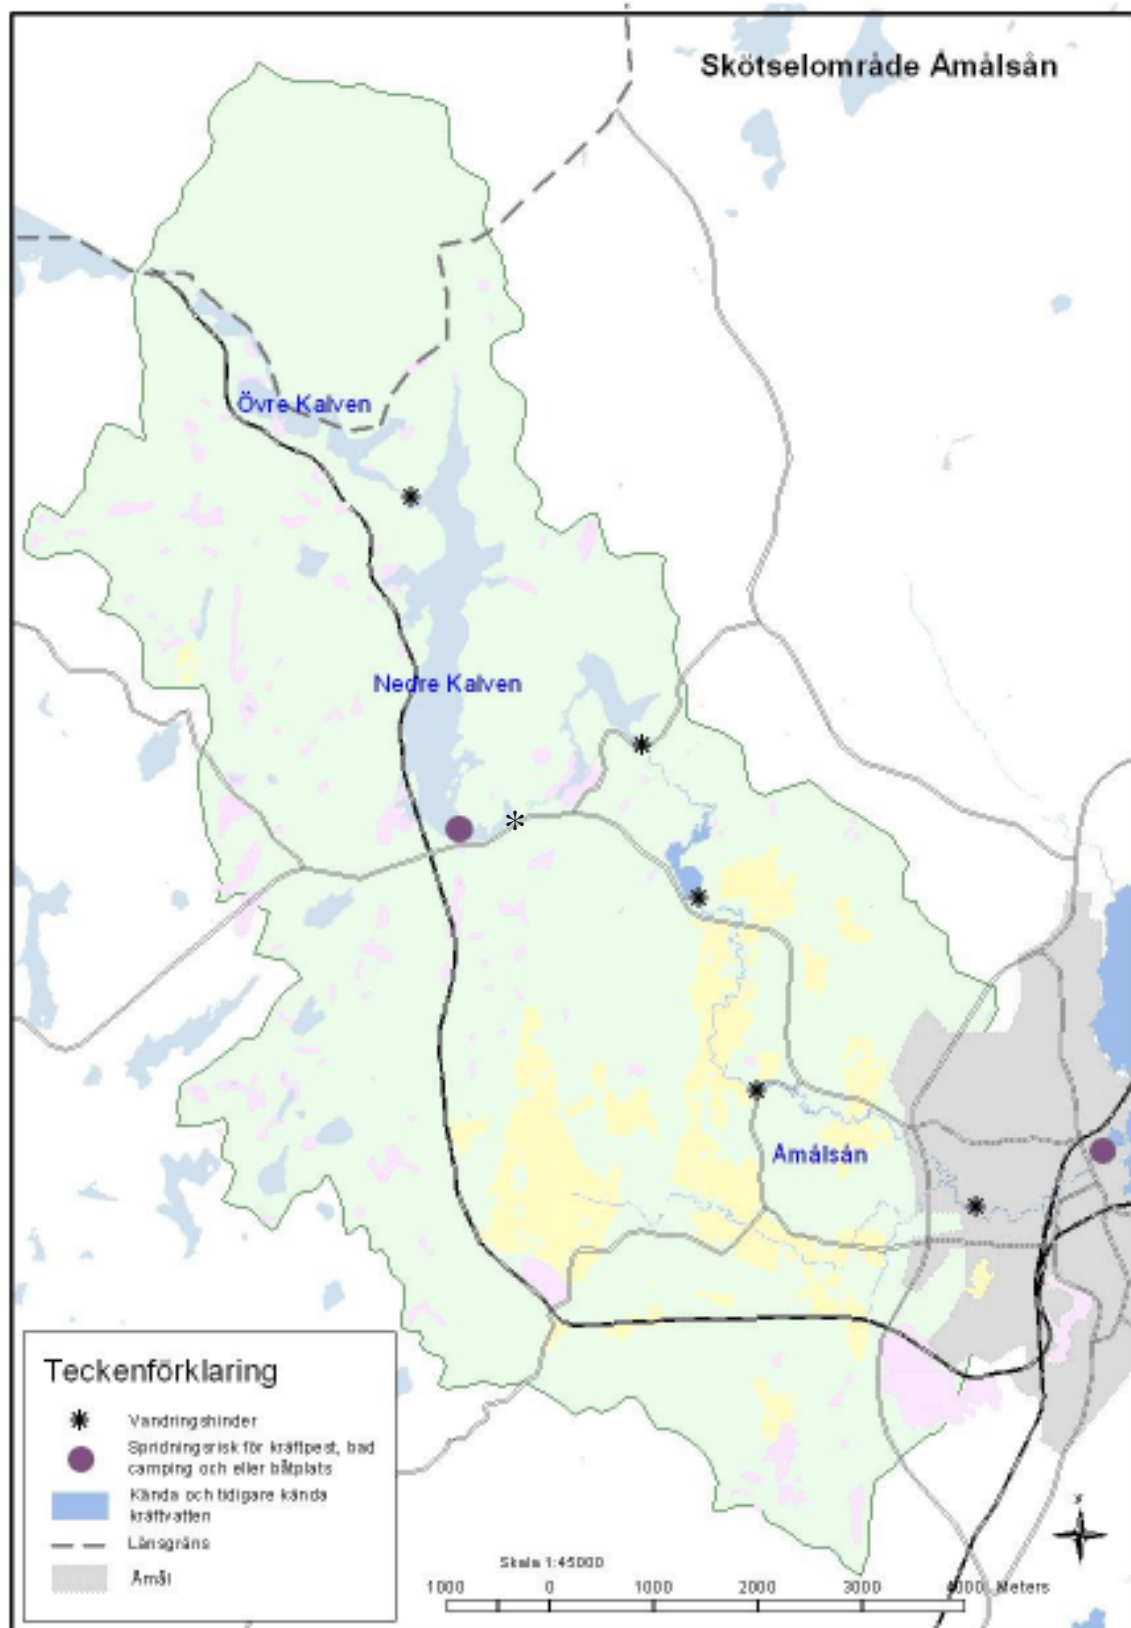 Skötselområde Åmålsån
Övre Kalven
Nedre Kalven
Åmålsån
Teckenförklaring
Vandringshinder
Spridningsrisk för kräftpest, bad
camping och eller båtplats
Kända och tidigare kända
kräftvatten
Länsgräns
Åmål
Skala 1:45000
1000 0 1000 2000 3000 4000 Meters